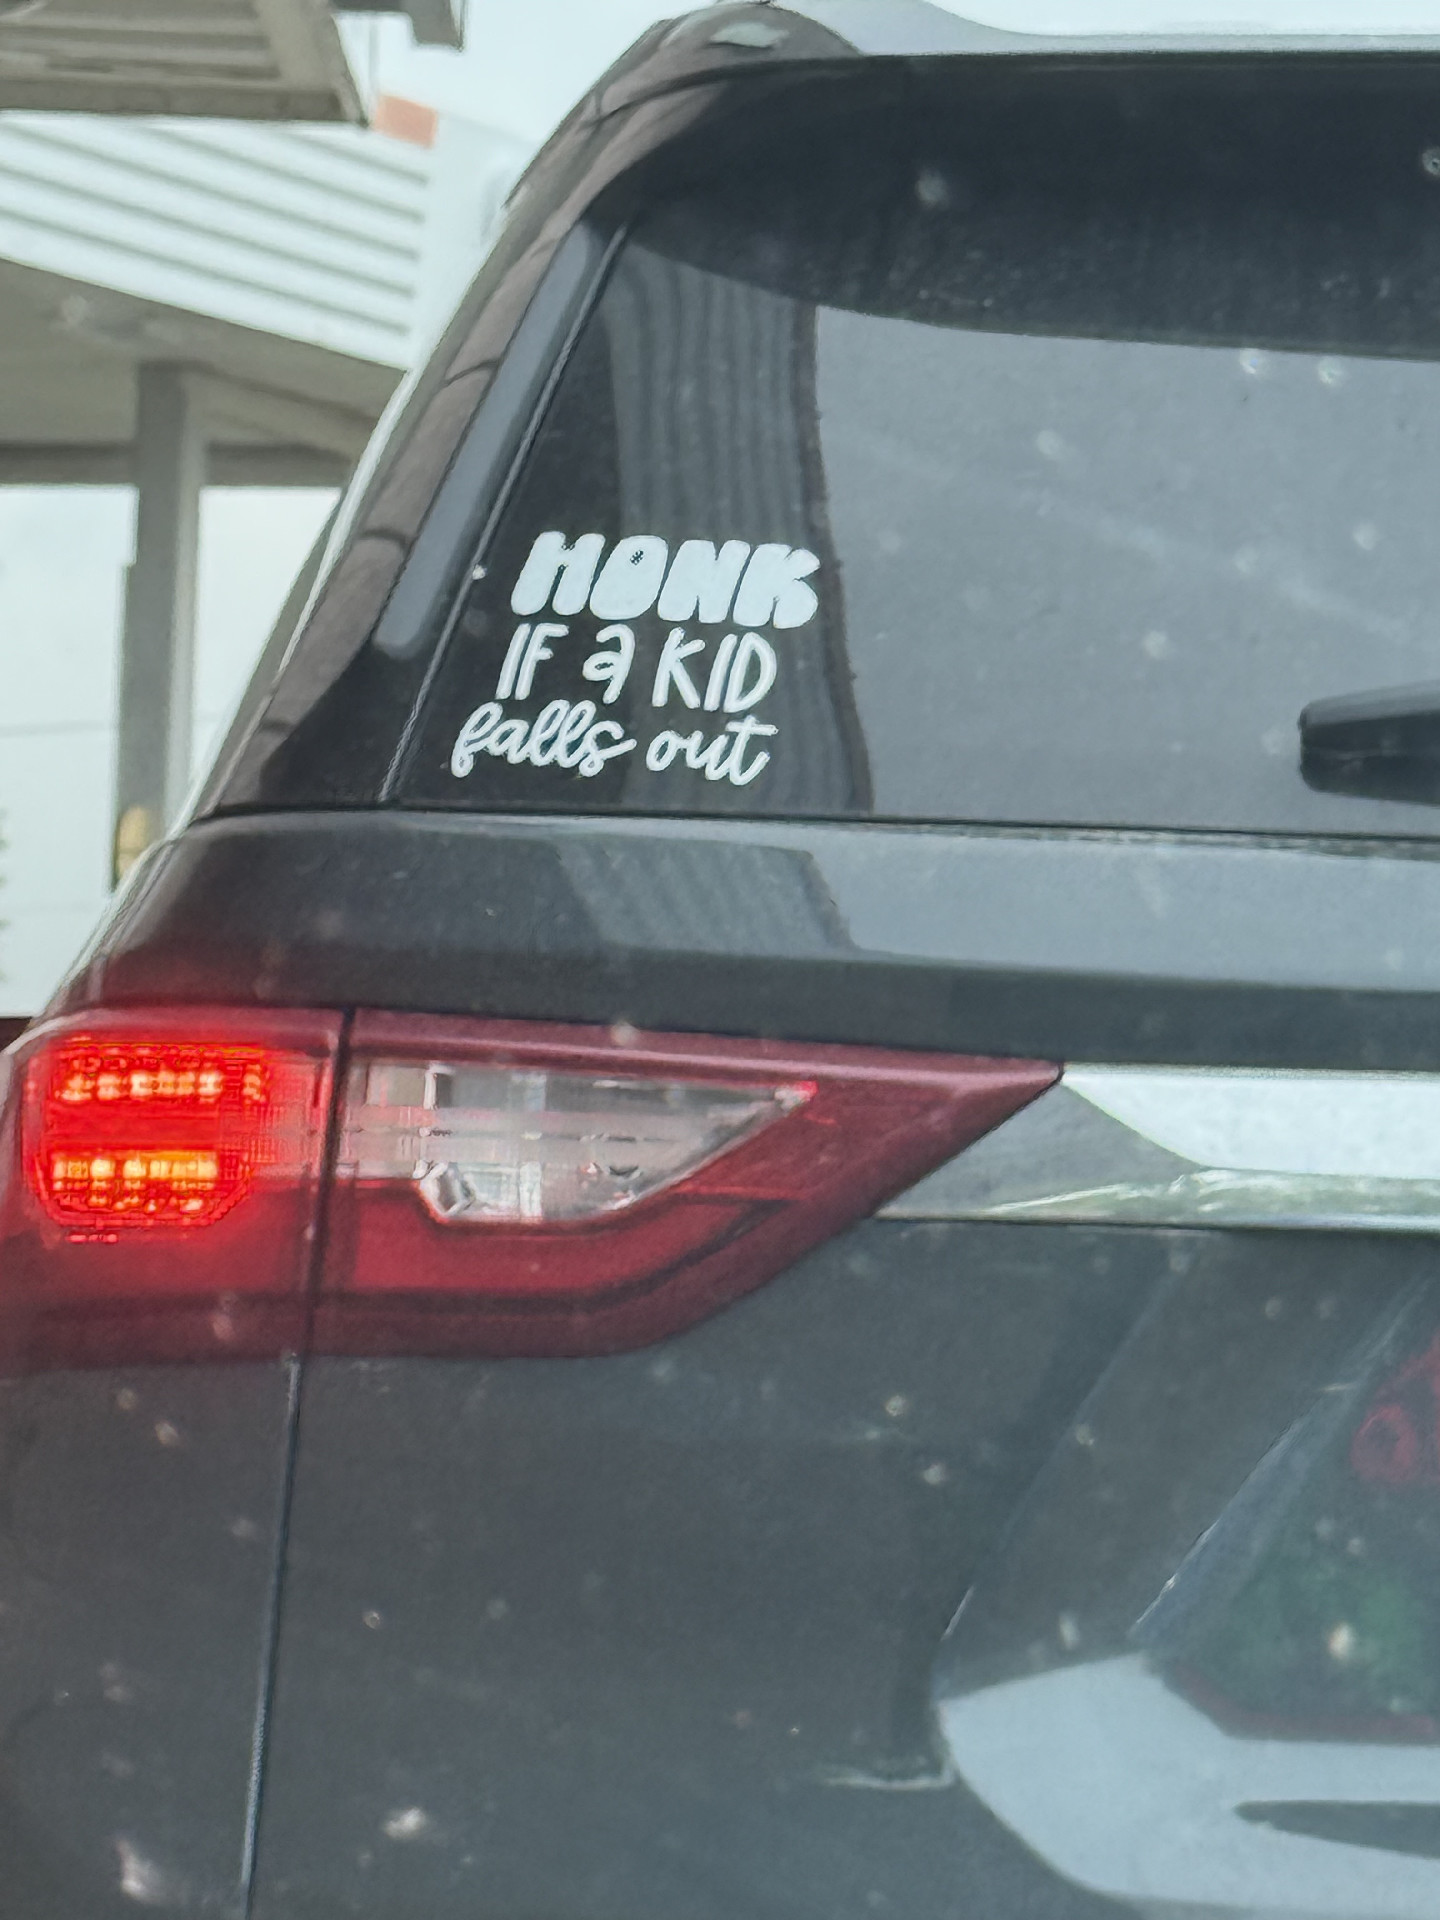 HONK
IF a KID
falls out